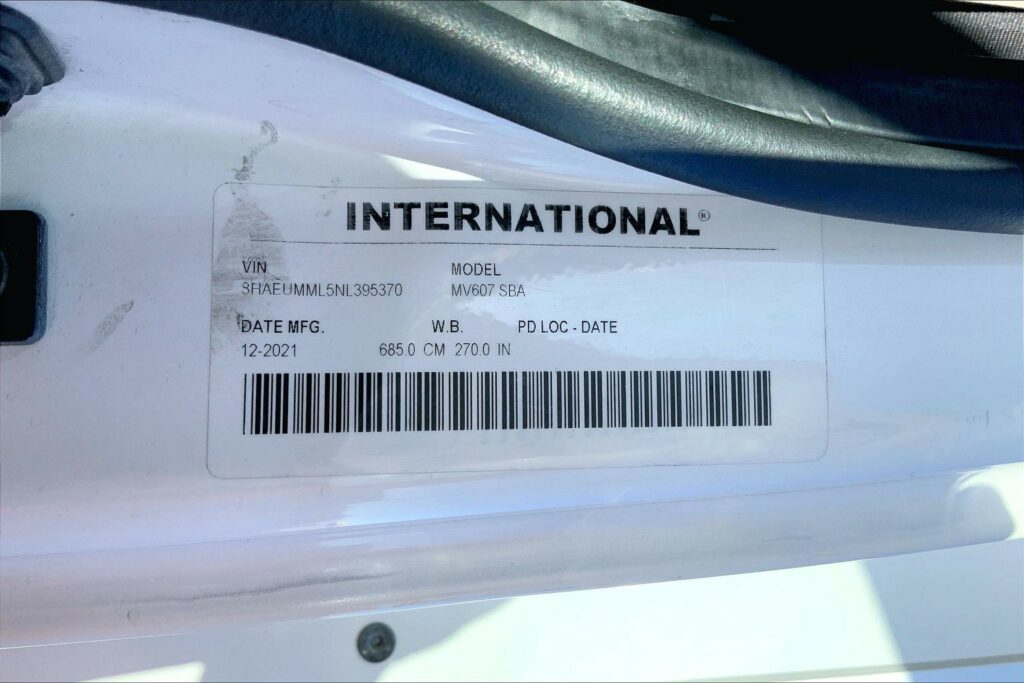 INTERNATIONAL®
VIN MODEL
3HAEUMML5NL395370 MV607 SBA
DATE MFG. W.B. PD LOC - DATE
12-2021 685.0 CM 270.0 IN